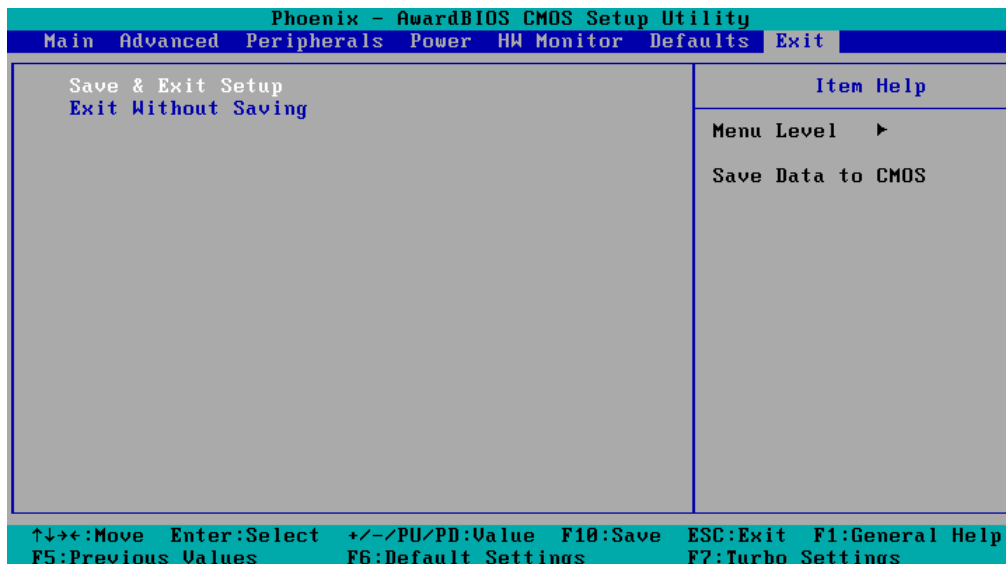 Phoenix - AwardBIOS CMOS Setup Utility
Main Advanced Peripherals Power HW Monitor Defaults Exit
Save & Exit Setup
Exit Without Saving
Item Help
Menu Level ►
Save Data to CMOS
↑↓→←:Move Enter:Select +/-/PU/PD:Value F10:Save ESC:Exit F1:General Help
F5:Previous Values F6:Default Settings F7:Turbo Settings